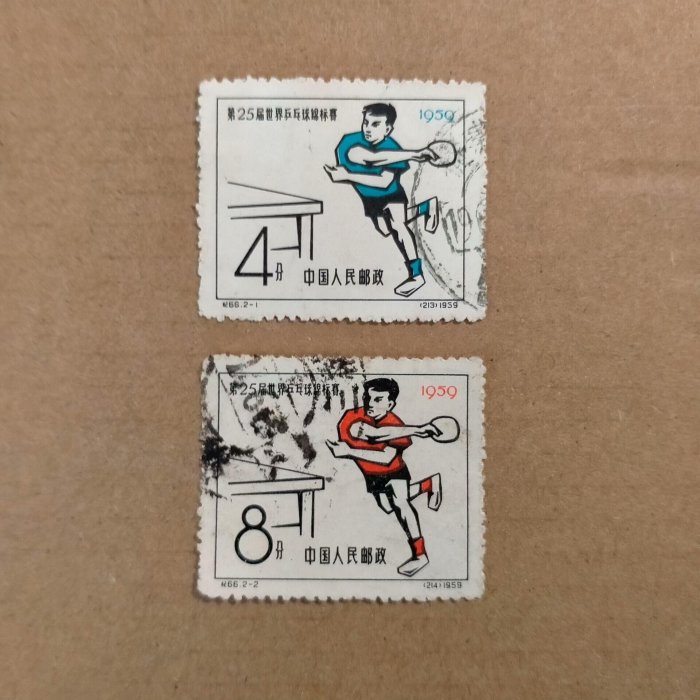 第25届世界乒乓球锦标赛 1959
4分 中国人民邮政
纪66.2-1 (213)1959
第25届世界乒乓球锦标赛 1959
8分 中国人民邮政
纪66.2-2 (214)1959